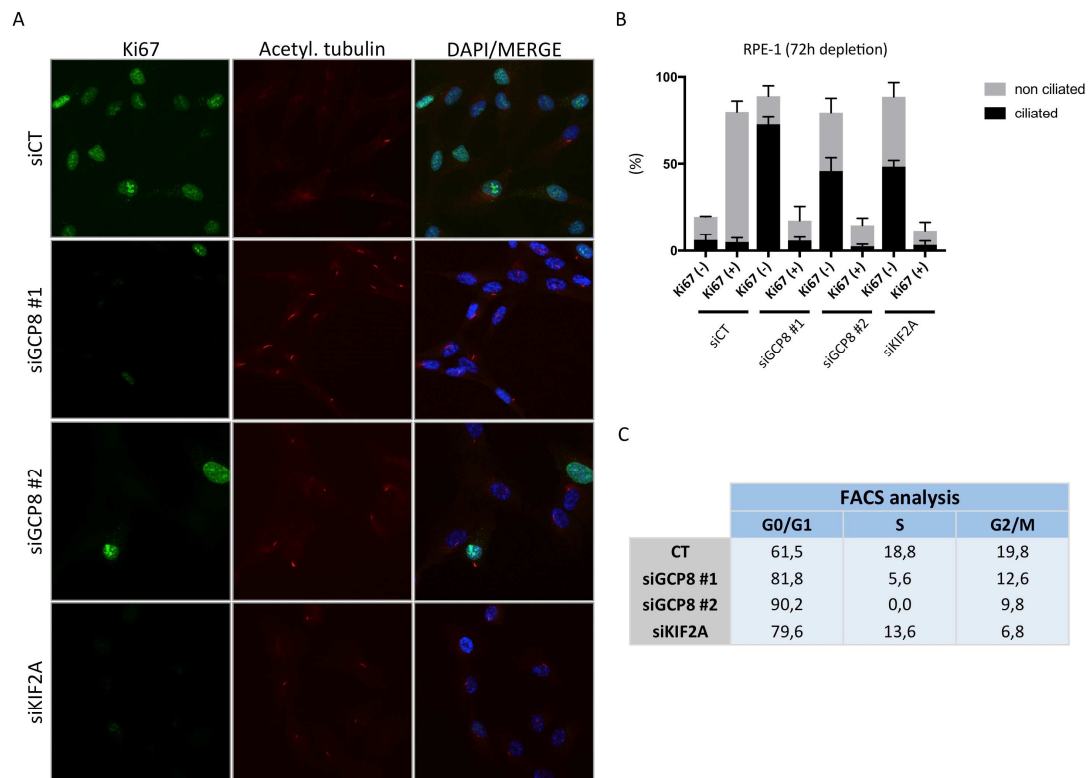 A
Ki67 Acetyl. tubulin DAPI/MERGE
siCT
siGCP8 #1
siGCP8 #2
siKIF2A
B
RPE-1 (72h depletion)
100
50
0
(%)
non ciliated
ciliated
Ki67 (-) Ki67 (+) Ki67 (-) Ki67 (+) Ki67 (-) Ki67 (+) Ki67 (-) Ki67 (+)
siCT siGCP8 #1 siGCP8 #2 siKIF2A
C
FACS analysis
G0/G1 S G2/M
CT 61,5 18,8 19,8
siGCP8 #1 81,8 5,6 12,6
siGCP8 #2 90,2 0,0 9,8
siKIF2A 79,6 13,6 6,8